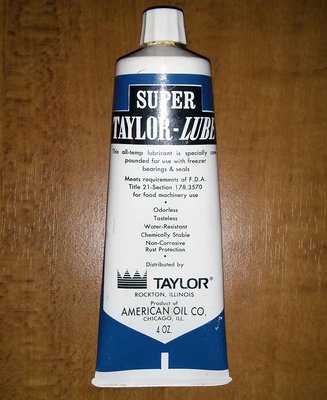 SUPER
TAYLOR-LUBE
This all-temp lubricant is specially com-
pounded for use with freezer
bearings & seals
Meets requirements of F.D.A.
Title 21-Section 178.3570
for food machinery use
Odorless
Tasteless
Water-Resistant
Chemically Stable
Non-Corrosive
Rust Protection
Distributed by
TAYLOR®
ROCKTON, ILLINOIS
Product of
AMERICAN OIL CO.
CHICAGO, ILL.
4 OZ.